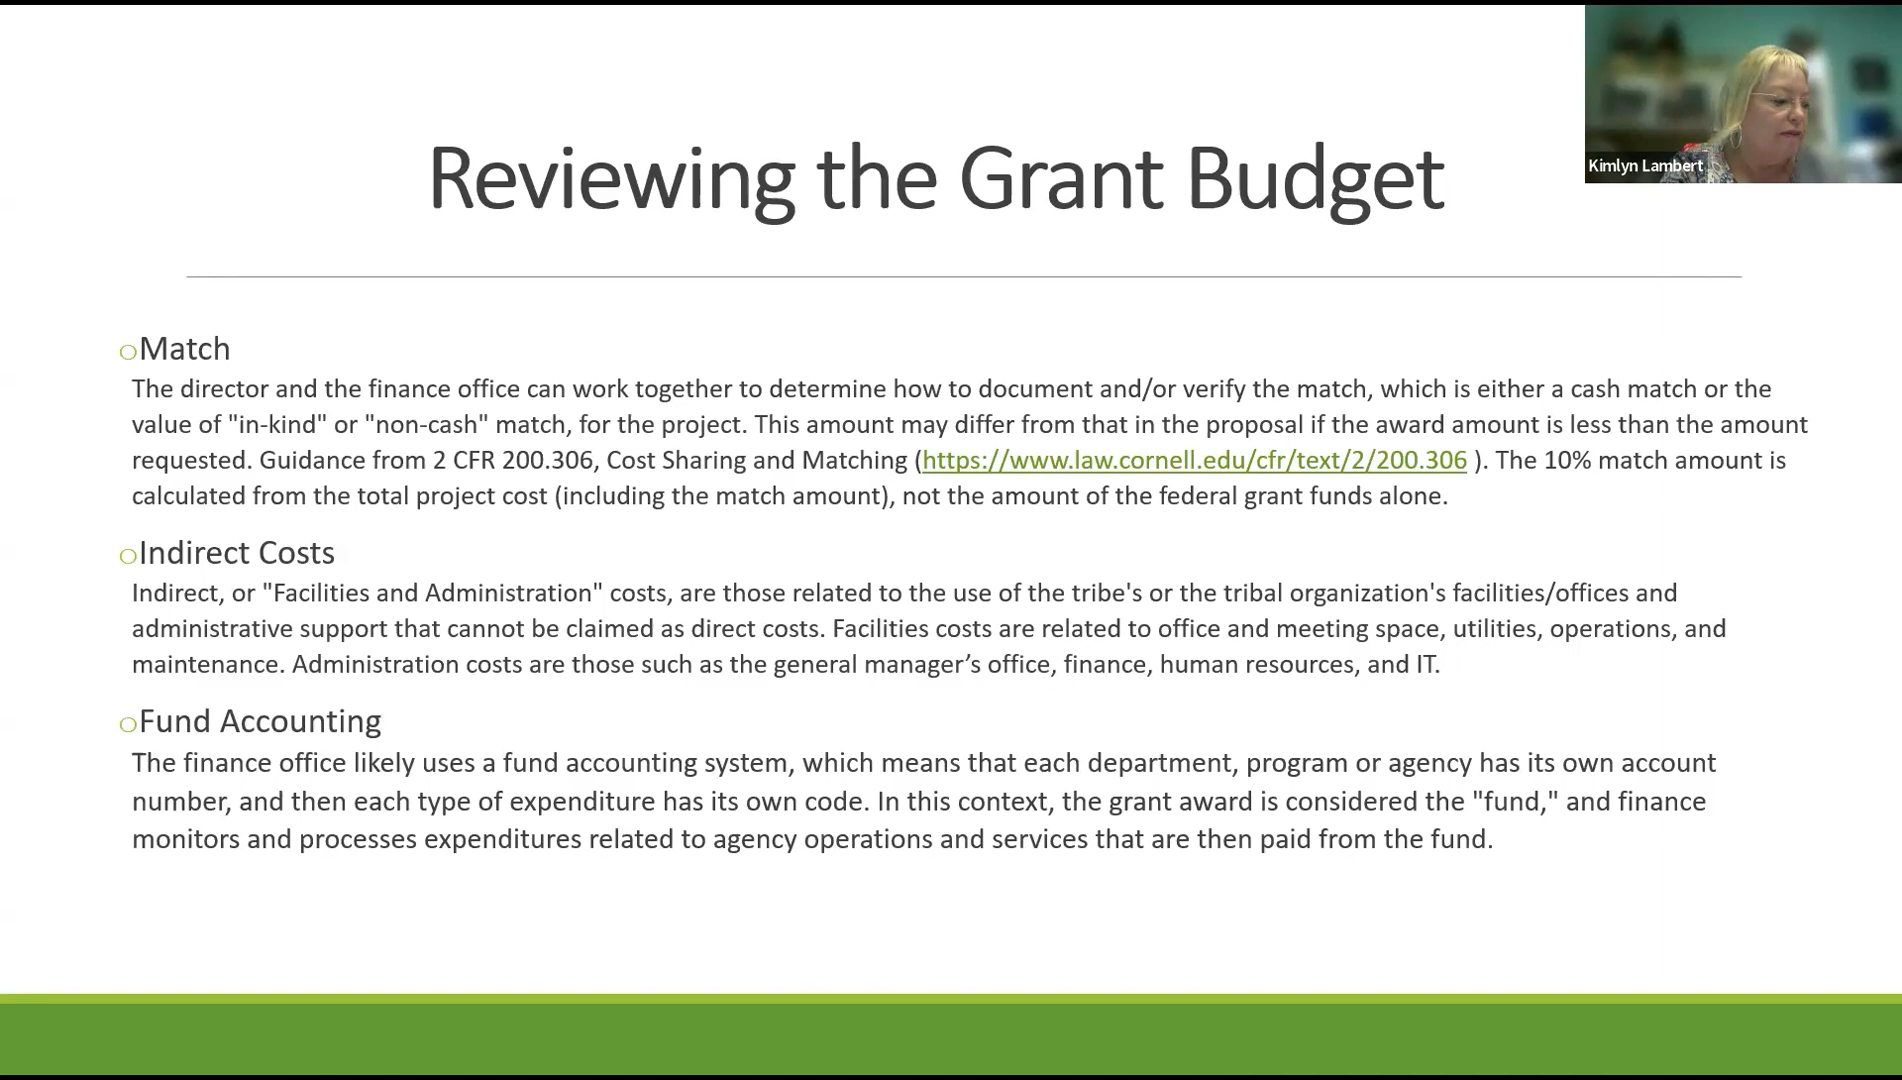 Reviewing the Grant Budget
Kimlyn Lambert
Match
The director and the finance office can work together to determine how to document and/or verify the match, which is either a cash match or the
value of "in-kind" or "non-cash" match, for the project. This amount may differ from that in the proposal if the award amount is less than the amount
requested. Guidance from 2 CFR 200.306, Cost Sharing and Matching (https://www.law.cornell.edu/cfr/text/2/200.306 ). The 10% match amount is
calculated from the total project cost (including the match amount), not the amount of the federal grant funds alone.
Indirect Costs
Indirect, or "Facilities and Administration" costs, are those related to the use of the tribe's or the tribal organization's facilities/offices and
administrative support that cannot be claimed as direct costs. Facilities costs are related to office and meeting space, utilities, operations, and
maintenance. Administration costs are those such as the general manager’s office, finance, human resources, and IT.
Fund Accounting
The finance office likely uses a fund accounting system, which means that each department, program or agency has its own account
number, and then each type of expenditure has its own code. In this context, the grant award is considered the "fund," and finance
monitors and processes expenditures related to agency operations and services that are then paid from the fund.